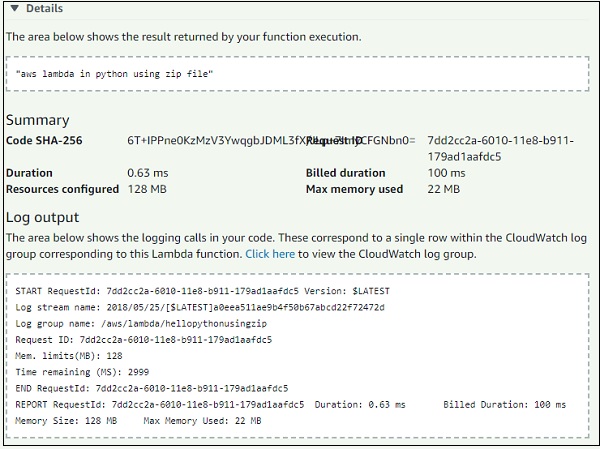 ▼ Details
The area below shows the result returned by your function execution.
"aws lambda in python using zip file"
Summary
Code SHA-256 6T+IPPne0KzMzV3YwqgbJDML3fX Request ID CFGNbn0= 7dd2cc2a-6010-11e8-b911-
179ad1aafdc5
Duration 0.63 ms Billed duration 100 ms
Resources configured 128 MB Max memory used 22 MB
Log output
The area below shows the logging calls in your code. These correspond to a single row within the CloudWatch log
group corresponding to this Lambda function. Click here to view the CloudWatch log group.
START RequestId: 7dd2cc2a-6010-11e8-b911-179ad1aafdc5 Version: $LATEST
Log stream name: 2018/05/25/[$LATEST]a0eea511ae9b4f50b67abcd22f72472d
Log group name: /aws/lambda/hellopythonusingzip
Request ID: 7dd2cc2a-6010-11e8-b911-179ad1aafdc5
Mem. limits(MB): 128
Time remaining (MS): 2999
END RequestId: 7dd2cc2a-6010-11e8-b911-179ad1aafdc5
REPORT RequestId: 7dd2cc2a-6010-11e8-b911-179ad1aafdc5 Duration: 0.63 ms Billed Duration: 100 ms
Memory Size: 128 MB Max Memory Used: 22 MB